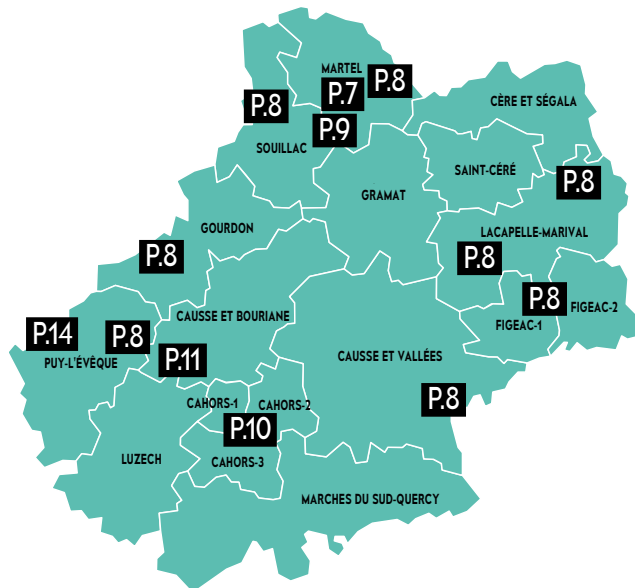 MARTEL
P.8
P.7
CÈRE ET SÉGALA
P.8
P.9
SOUILLAC
SAINT-CÉRÉ
P.8
GRAMAT
GOURDON
LACAPELLE-MARIVAL
P.8
P.8
P.8
FIGEAC-2
CAUSSE ET BOURIANE
FIGEAC-1
P.14
P.8
PUY-L'ÉVÊQUE
P.11
CAUSSE ET VALLÉES
CAHORS-1
CAHORS-2
P.8
P.10
LUZECH
CAHORS-3
MARCHES DU SUD-QUERCY